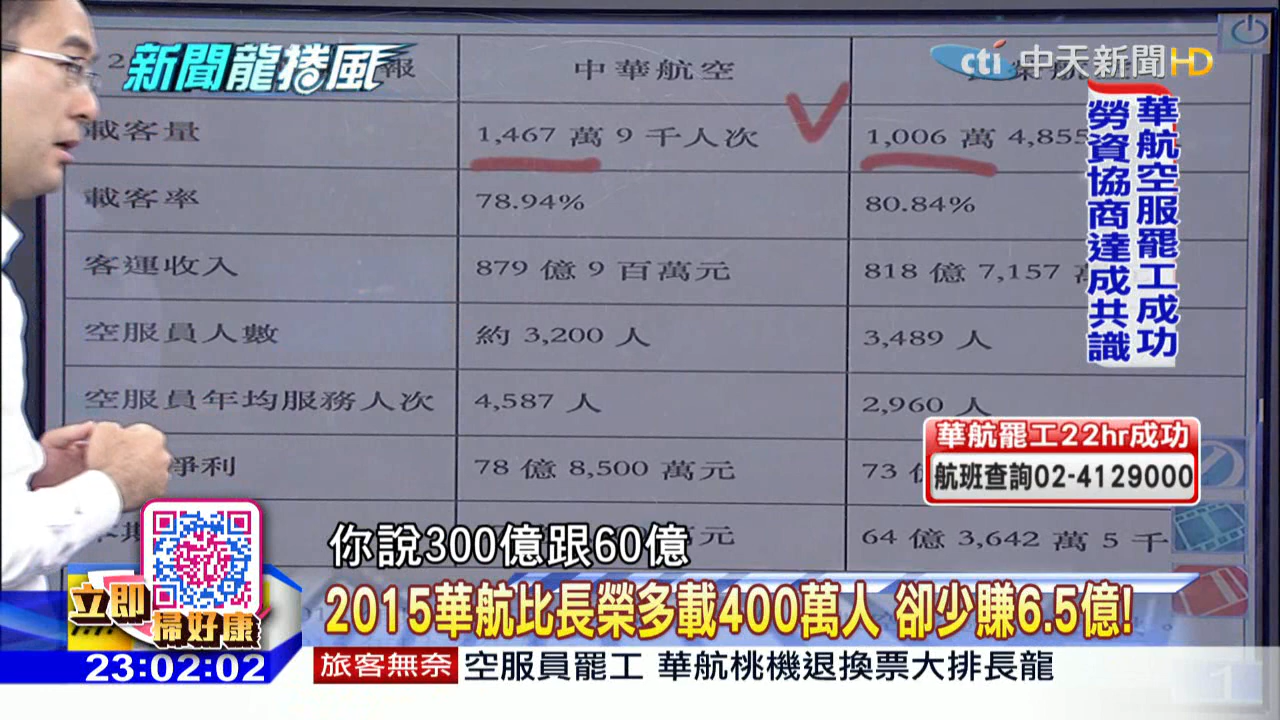 新聞龍捲風
報
中華航空
cti 中天新聞HD
載客量
1,467 萬 9 千人次
1,006 萬 4,855
載客率
78.94%
80.84%
客運收入
879 億 9 百萬元
818 億 7,157 萬
空服員人數
約 3,200 人
3,489 人
空服員年均服務人次
4,587 人
2,960 人
淨利
78 億 8,500 萬元
73 億
元
64 億 3,642 萬 5 千
華航空服罷工成功
勞資協商達成共識
華航罷工22hr成功
航班查詢02-4129000
你說300億跟60億
2015華航比長榮多載400萬人 卻少賺6.5億!
立即
掃好康
23:02:02
旅客無奈 空服員罷工 華航桃機退換票大排長龍